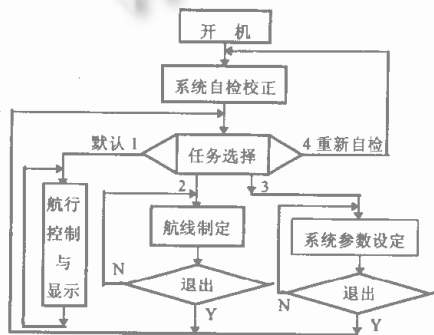 开 机
系统自检校正
默认 1
任务选择
4 重新自检
2
3
航行
控制
与
显示
航线制定
系统参数设定
N
退出
Y
N
退出
Y